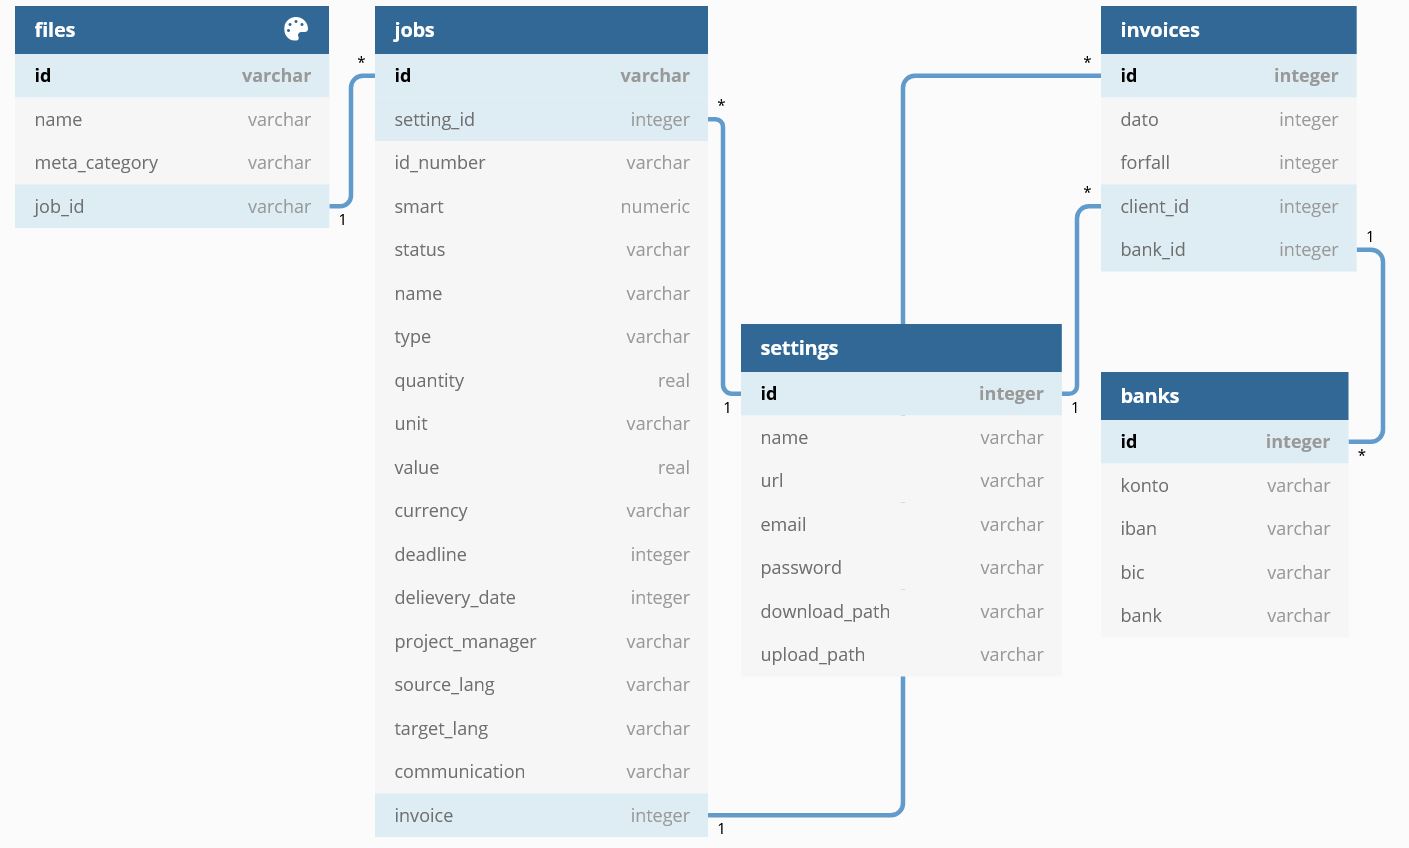 files
id varchar
name varchar
meta_category varchar
job_id varchar
* 1
jobs
id varchar
setting_id integer
id_number varchar
smart numeric
status varchar
name varchar
type varchar
quantity real
unit varchar
value real
currency varchar
deadline integer
delievery_date integer
project_manager varchar
source_lang varchar
target_lang varchar
communication varchar
invoice integer
*
1
1
settings
id integer
name varchar
url varchar
email varchar
password varchar
download_path varchar
upload_path varchar
1
*
*
invoices
id integer
dato integer
forfall integer
client_id integer
bank_id integer
1
*
banks
id integer
konto varchar
iban varchar
bic varchar
bank varchar